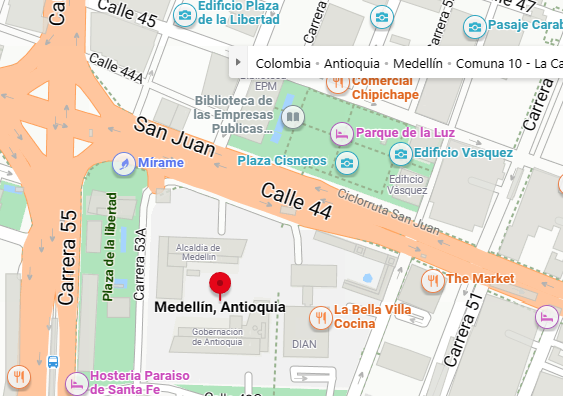 Calle 45
Edificio Plaza
de la Libertad
Calle 47
Pasaje Carab
Ca
Calle 44A
Colombia · Antioquia · Medellín · Comuna 10 - La Ca
EPM
Comercial
Chipichape
Carrera 5
Biblioteca de
las Empresas
Publicas...
San Juan
Parque de la Luz
Mirame
Plaza Cisneros
Edificio Vasquez
Edificio
Vásquez
Calle 44
Ciclorruta San Juan
Plaza de la libertad
Carrera 53A
Carrera 55
Alcaldía de
Medellín
The Market
Medellín, Antioquia
La Bella Villa
Cocina
Gobernación
de Antioquia
DIAN
Carrera 51
Hostería Paraiso
de Santa Fe